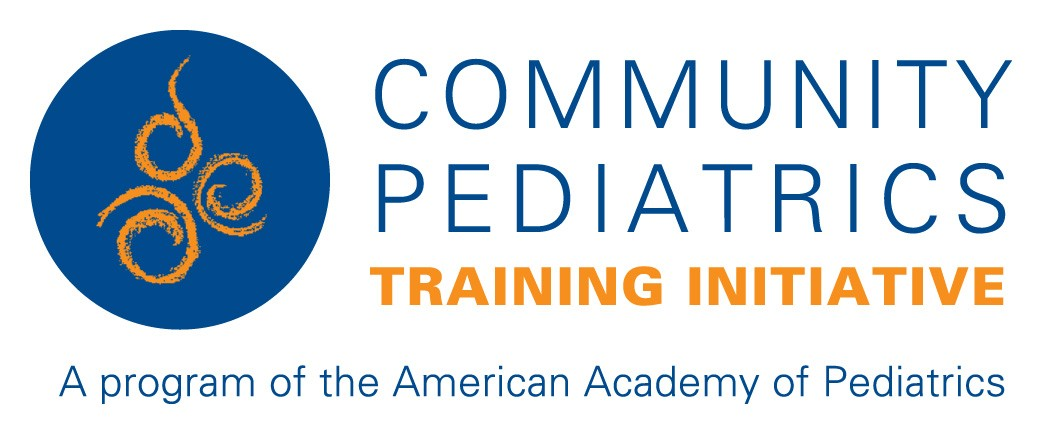 COMMUNITY
PEDIATRICS
TRAINING INITIATIVE
A program of the American Academy of Pediatrics